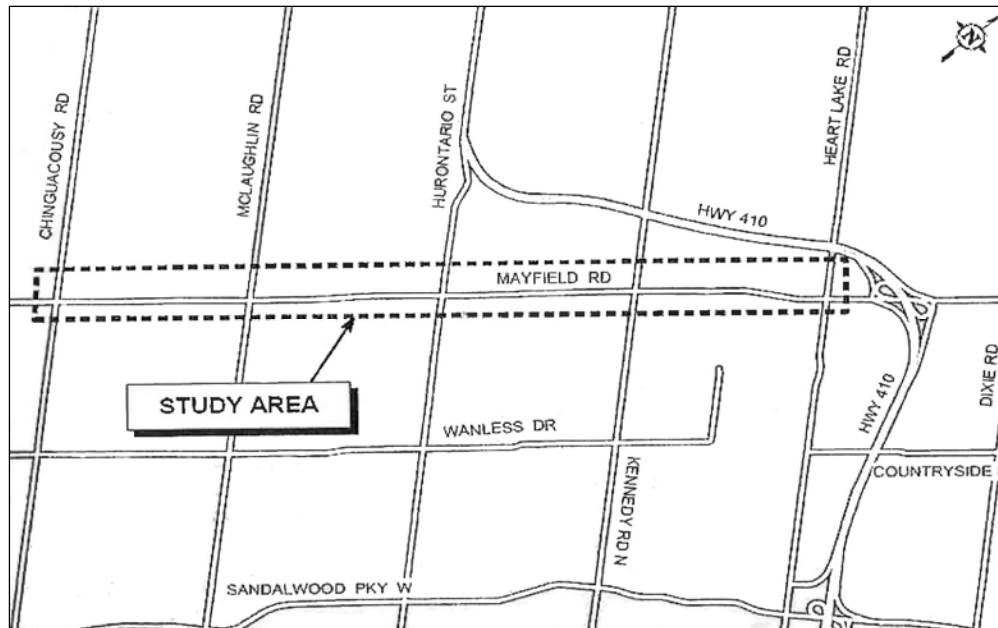 N
CHINGUACOUSY RD
MCLAUGHLIN RD
HURONTARIO ST
HEART LAKE RD
HWY 410
MAYFIELD RD
STUDY AREA
HWY 410
DIXIE RD
WANLESS DR
KENNEDY RD N
COUNTRYSIDE
SANDALWOOD PKY W